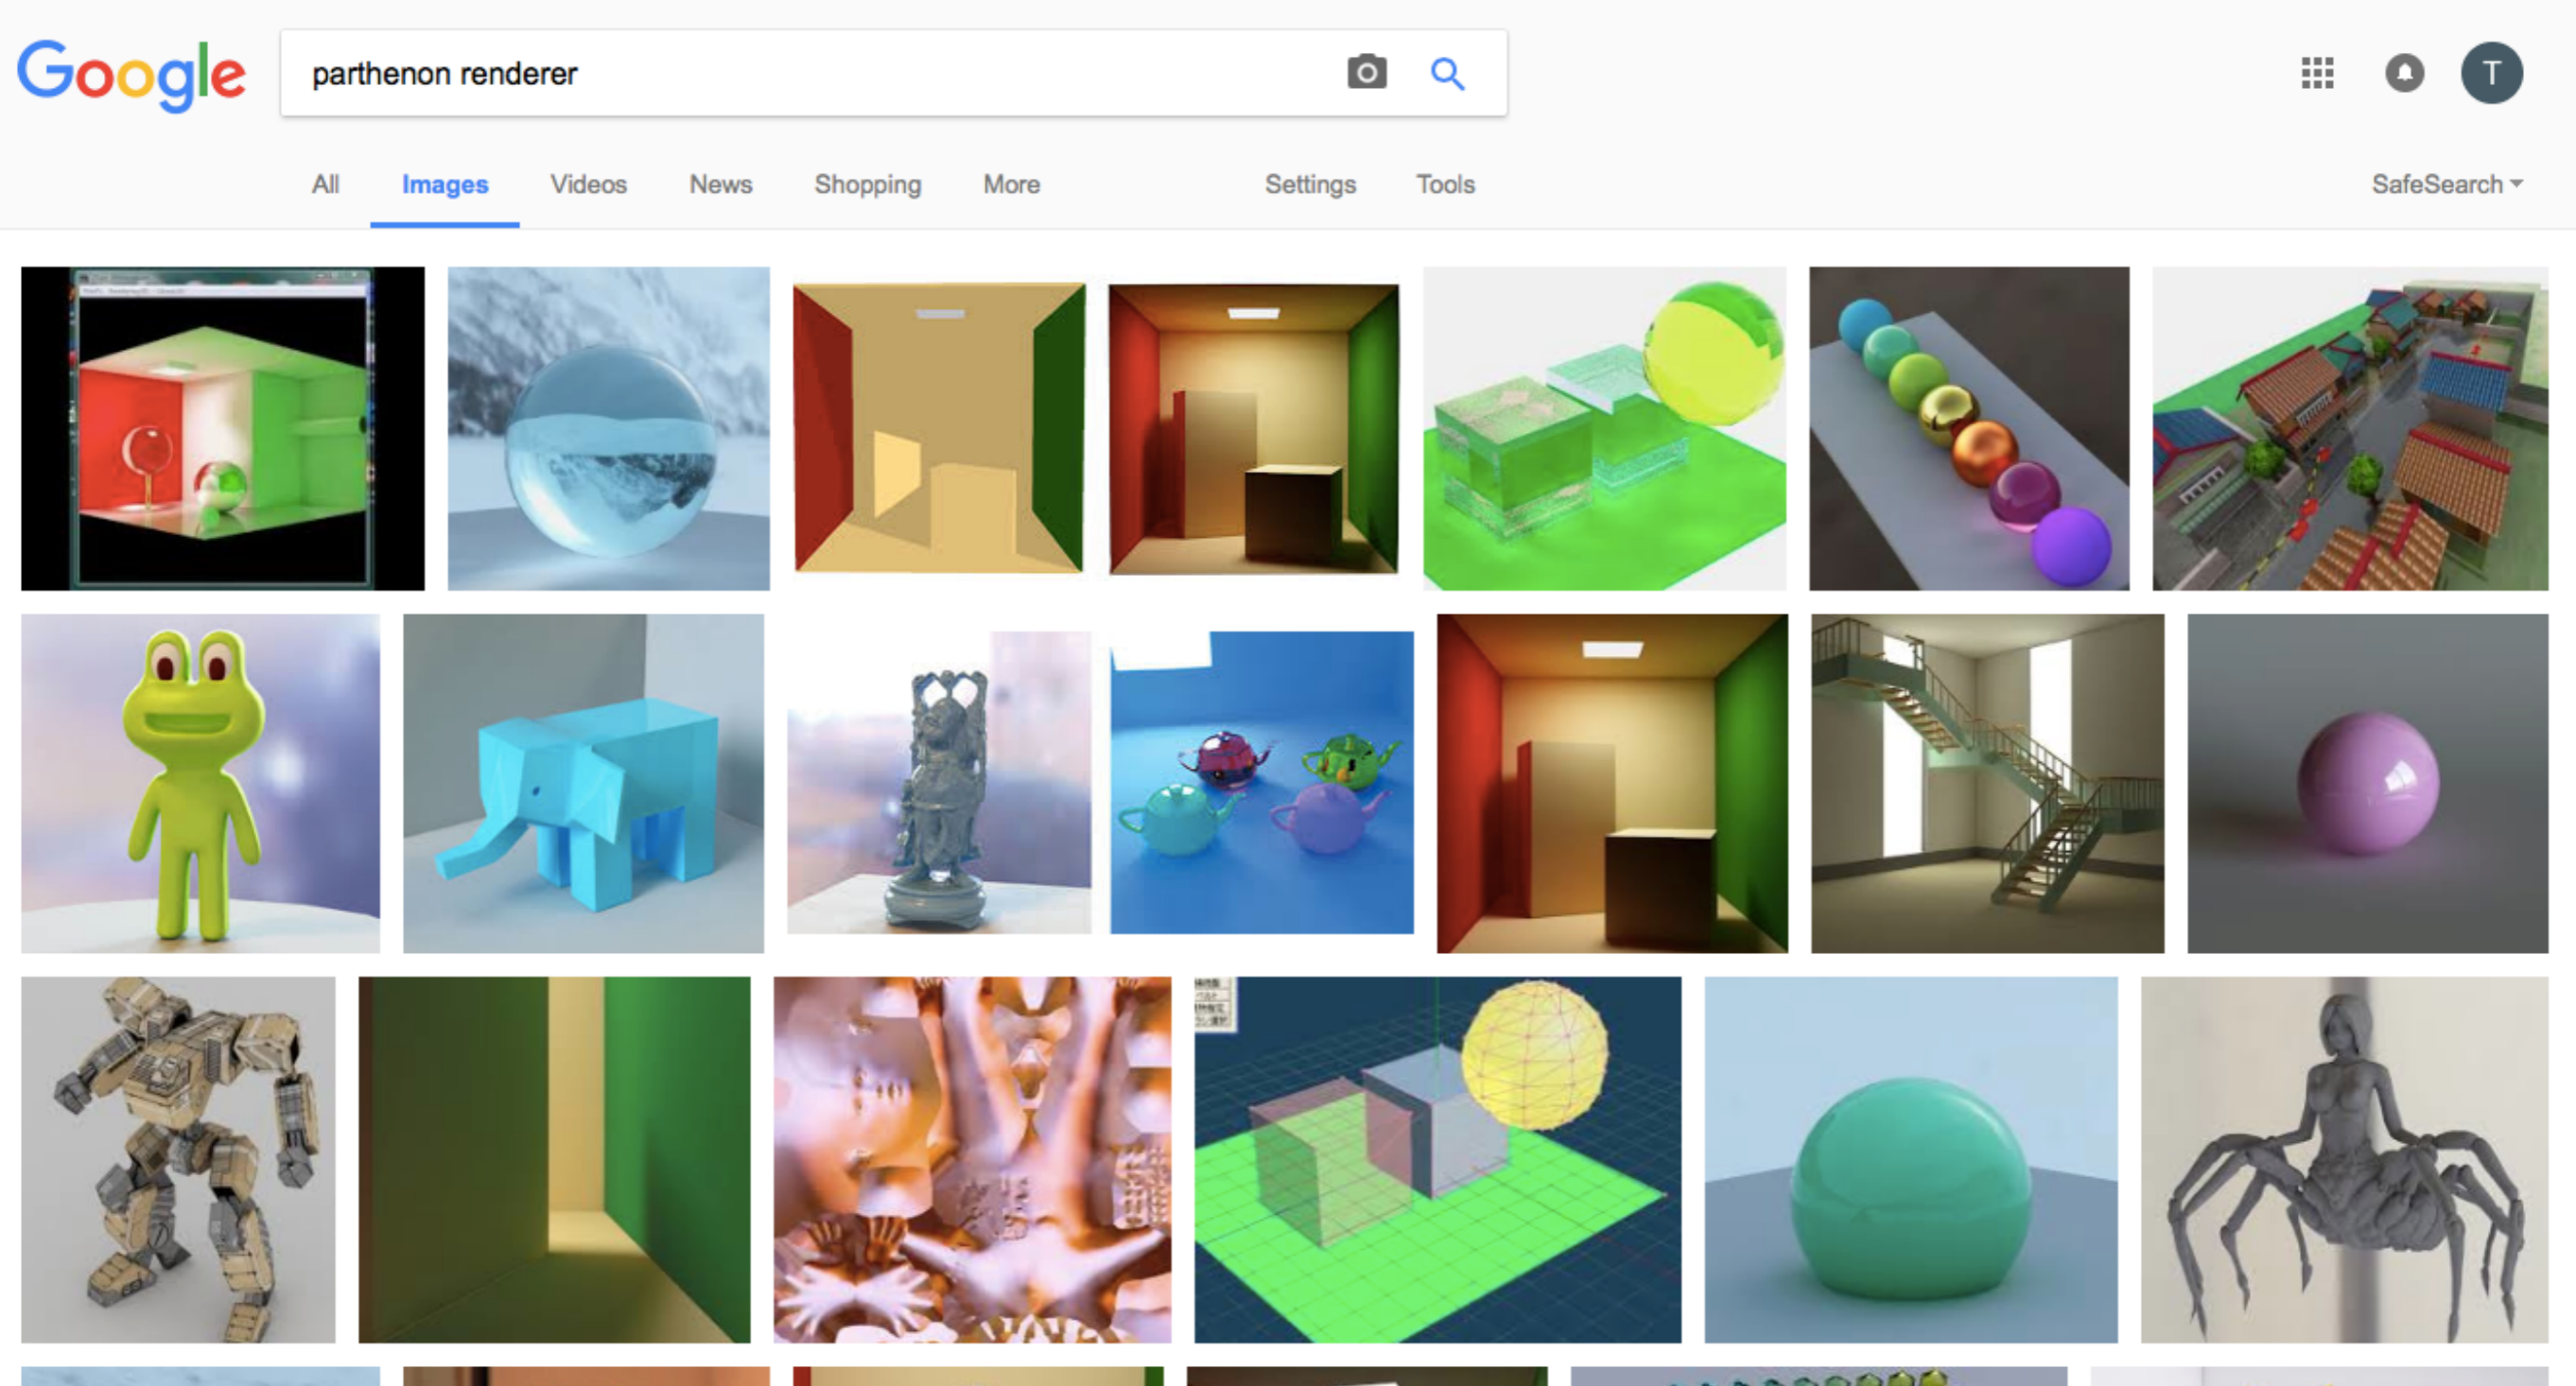 Google
parthenon renderer
T
All Images Videos News Shopping More Settings Tools SafeSearch